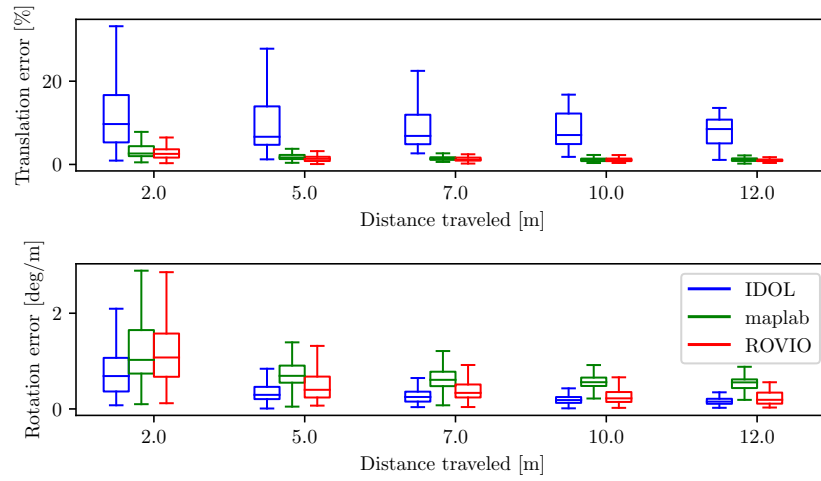 Translation error [%]
20
0
2.0 5.0 7.0 10.0 12.0
Distance traveled [m]
Rotation error [deg/m]
2
0
IDOL
maplab
ROVIO
2.0 5.0 7.0 10.0 12.0
Distance traveled [m]